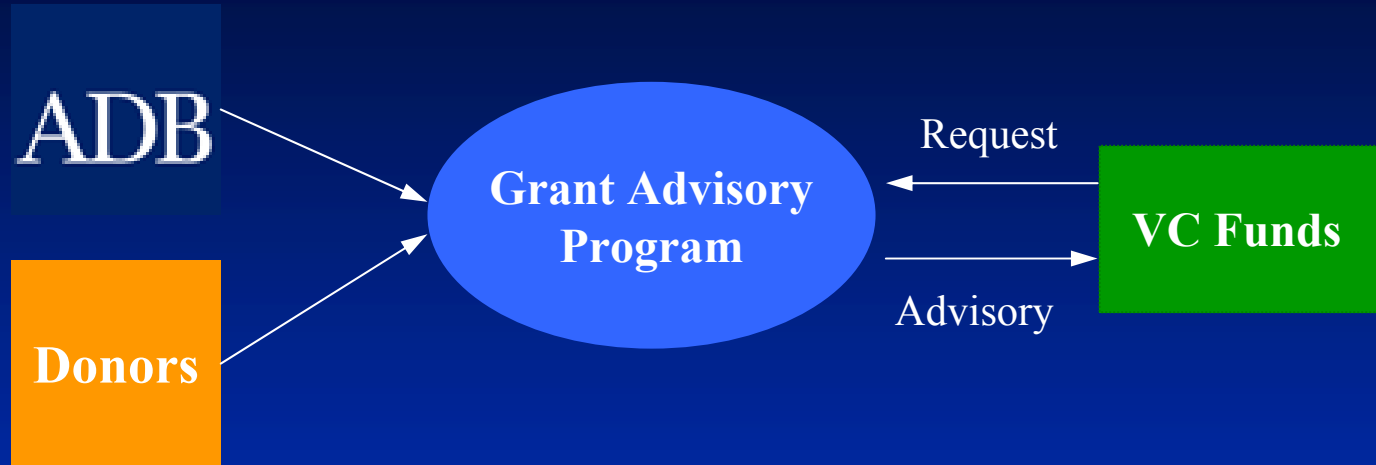 ADB
Donors
Grant Advisory
Program
Request
Advisory
VC Funds